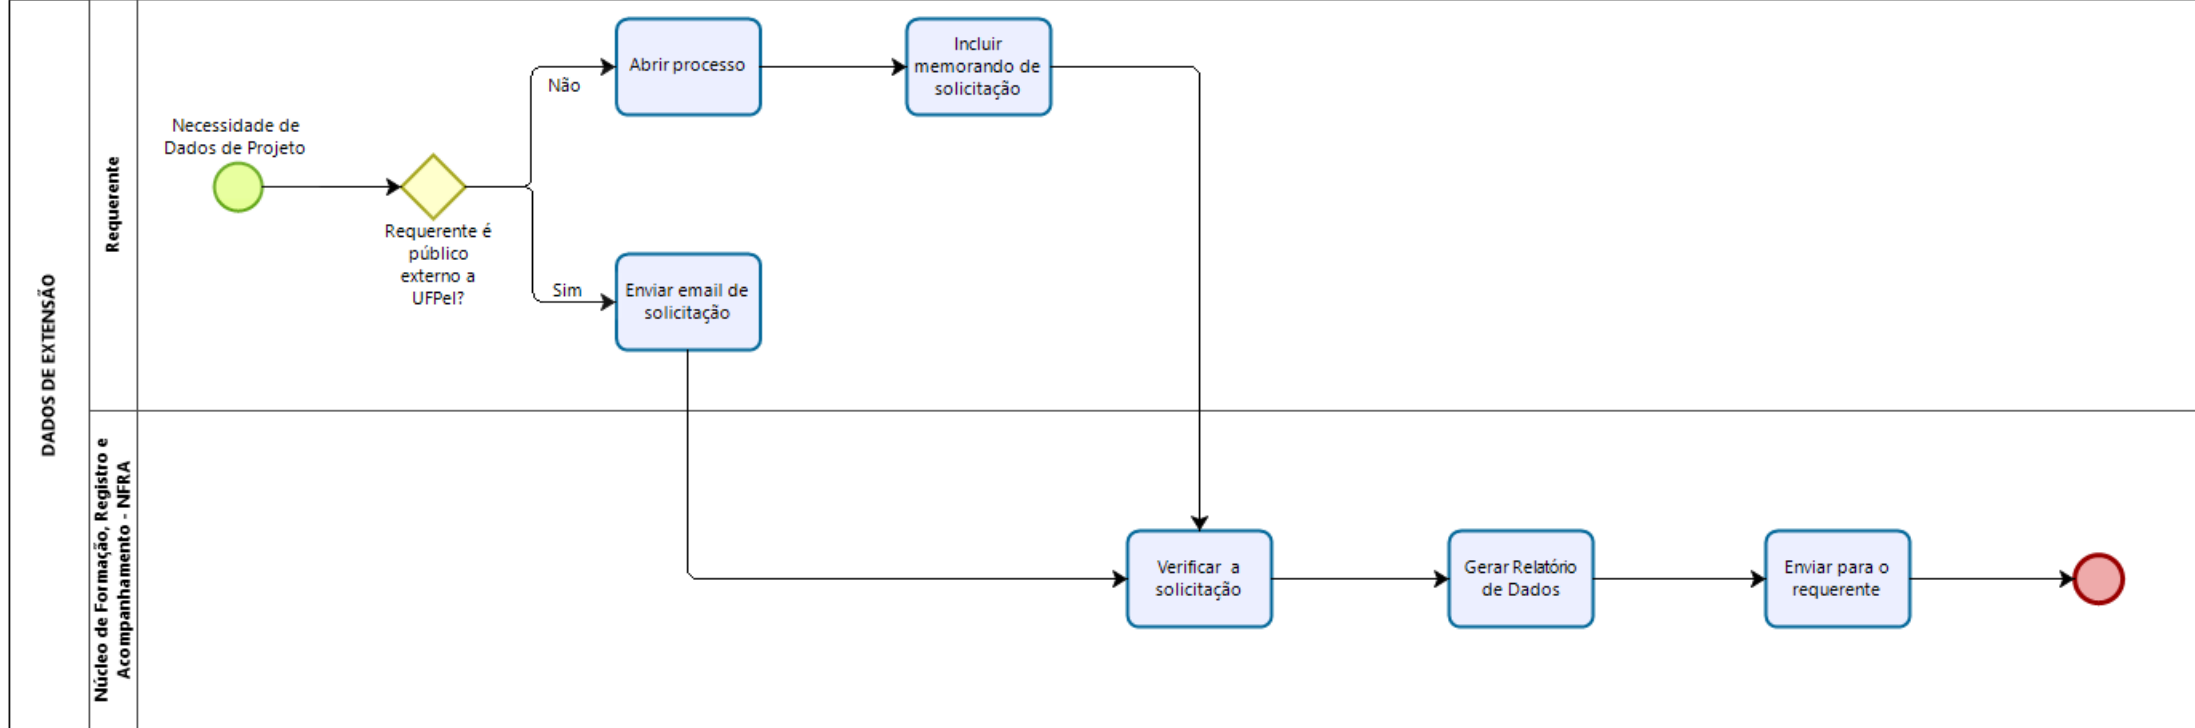 DADOS DE EXTENSÃO
Requerente
Necessidade de
Dados de Projeto
Requerente é
público
externo a
UFPel?
Não
Abrir processo
Incluir
memorando de
solicitação
Sim
Enviar email de
solicitação
Núcleo de Formação, Registro e
Acompanhamento - NFRA
Verificar a
solicitação
Gerar Relatório
de Dados
Enviar para o
requerente